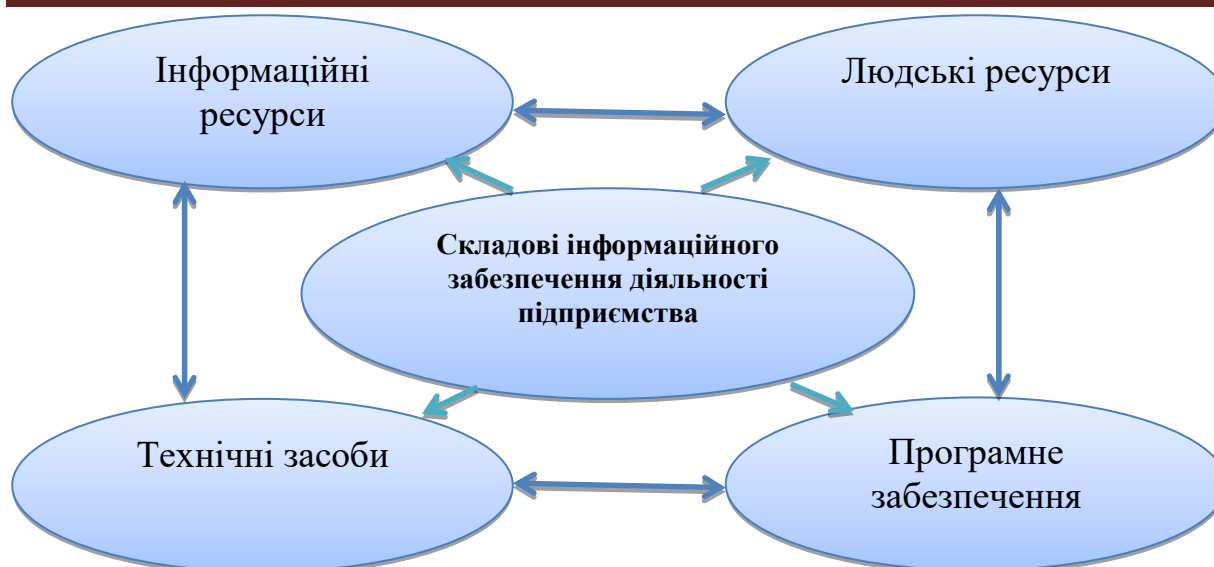 Інформаційні
ресурси
Людські ресурси
Складові інформаційного
забезпечення діяльності
підприємства
Технічні засоби
Програмне
забезпечення